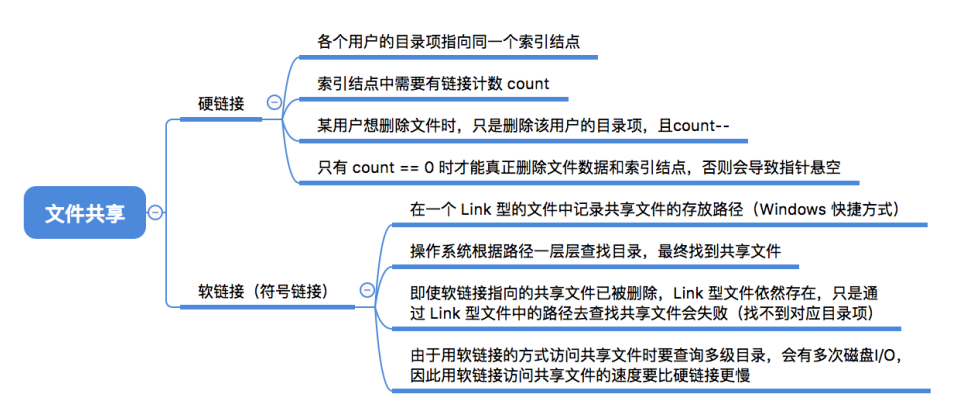 文件共享
硬链接
各个用户的目录项指向同一个索引结点
索引结点中需要有链接计数 count
某用户想删除文件时，只是删除该用户的目录项，且count--
只有 count == 0 时才能真正删除文件数据和索引结点，否则会导致指针悬空
软链接（符号链接）
在一个 Link 型的文件中记录共享文件的存放路径（Windows 快捷方式）
操作系统根据路径一层层查找目录，最终找到共享文件
即使软链接指向的共享文件已被删除，Link 型文件依然存在，只是通
过 Link 型文件中的路径去查找共享文件会失败（找不到对应目录项）
由于用软链接的方式访问共享文件时要查询多级目录，会有多次磁盘I/O，
因此用软链接访问共享文件的速度要比硬链接更慢